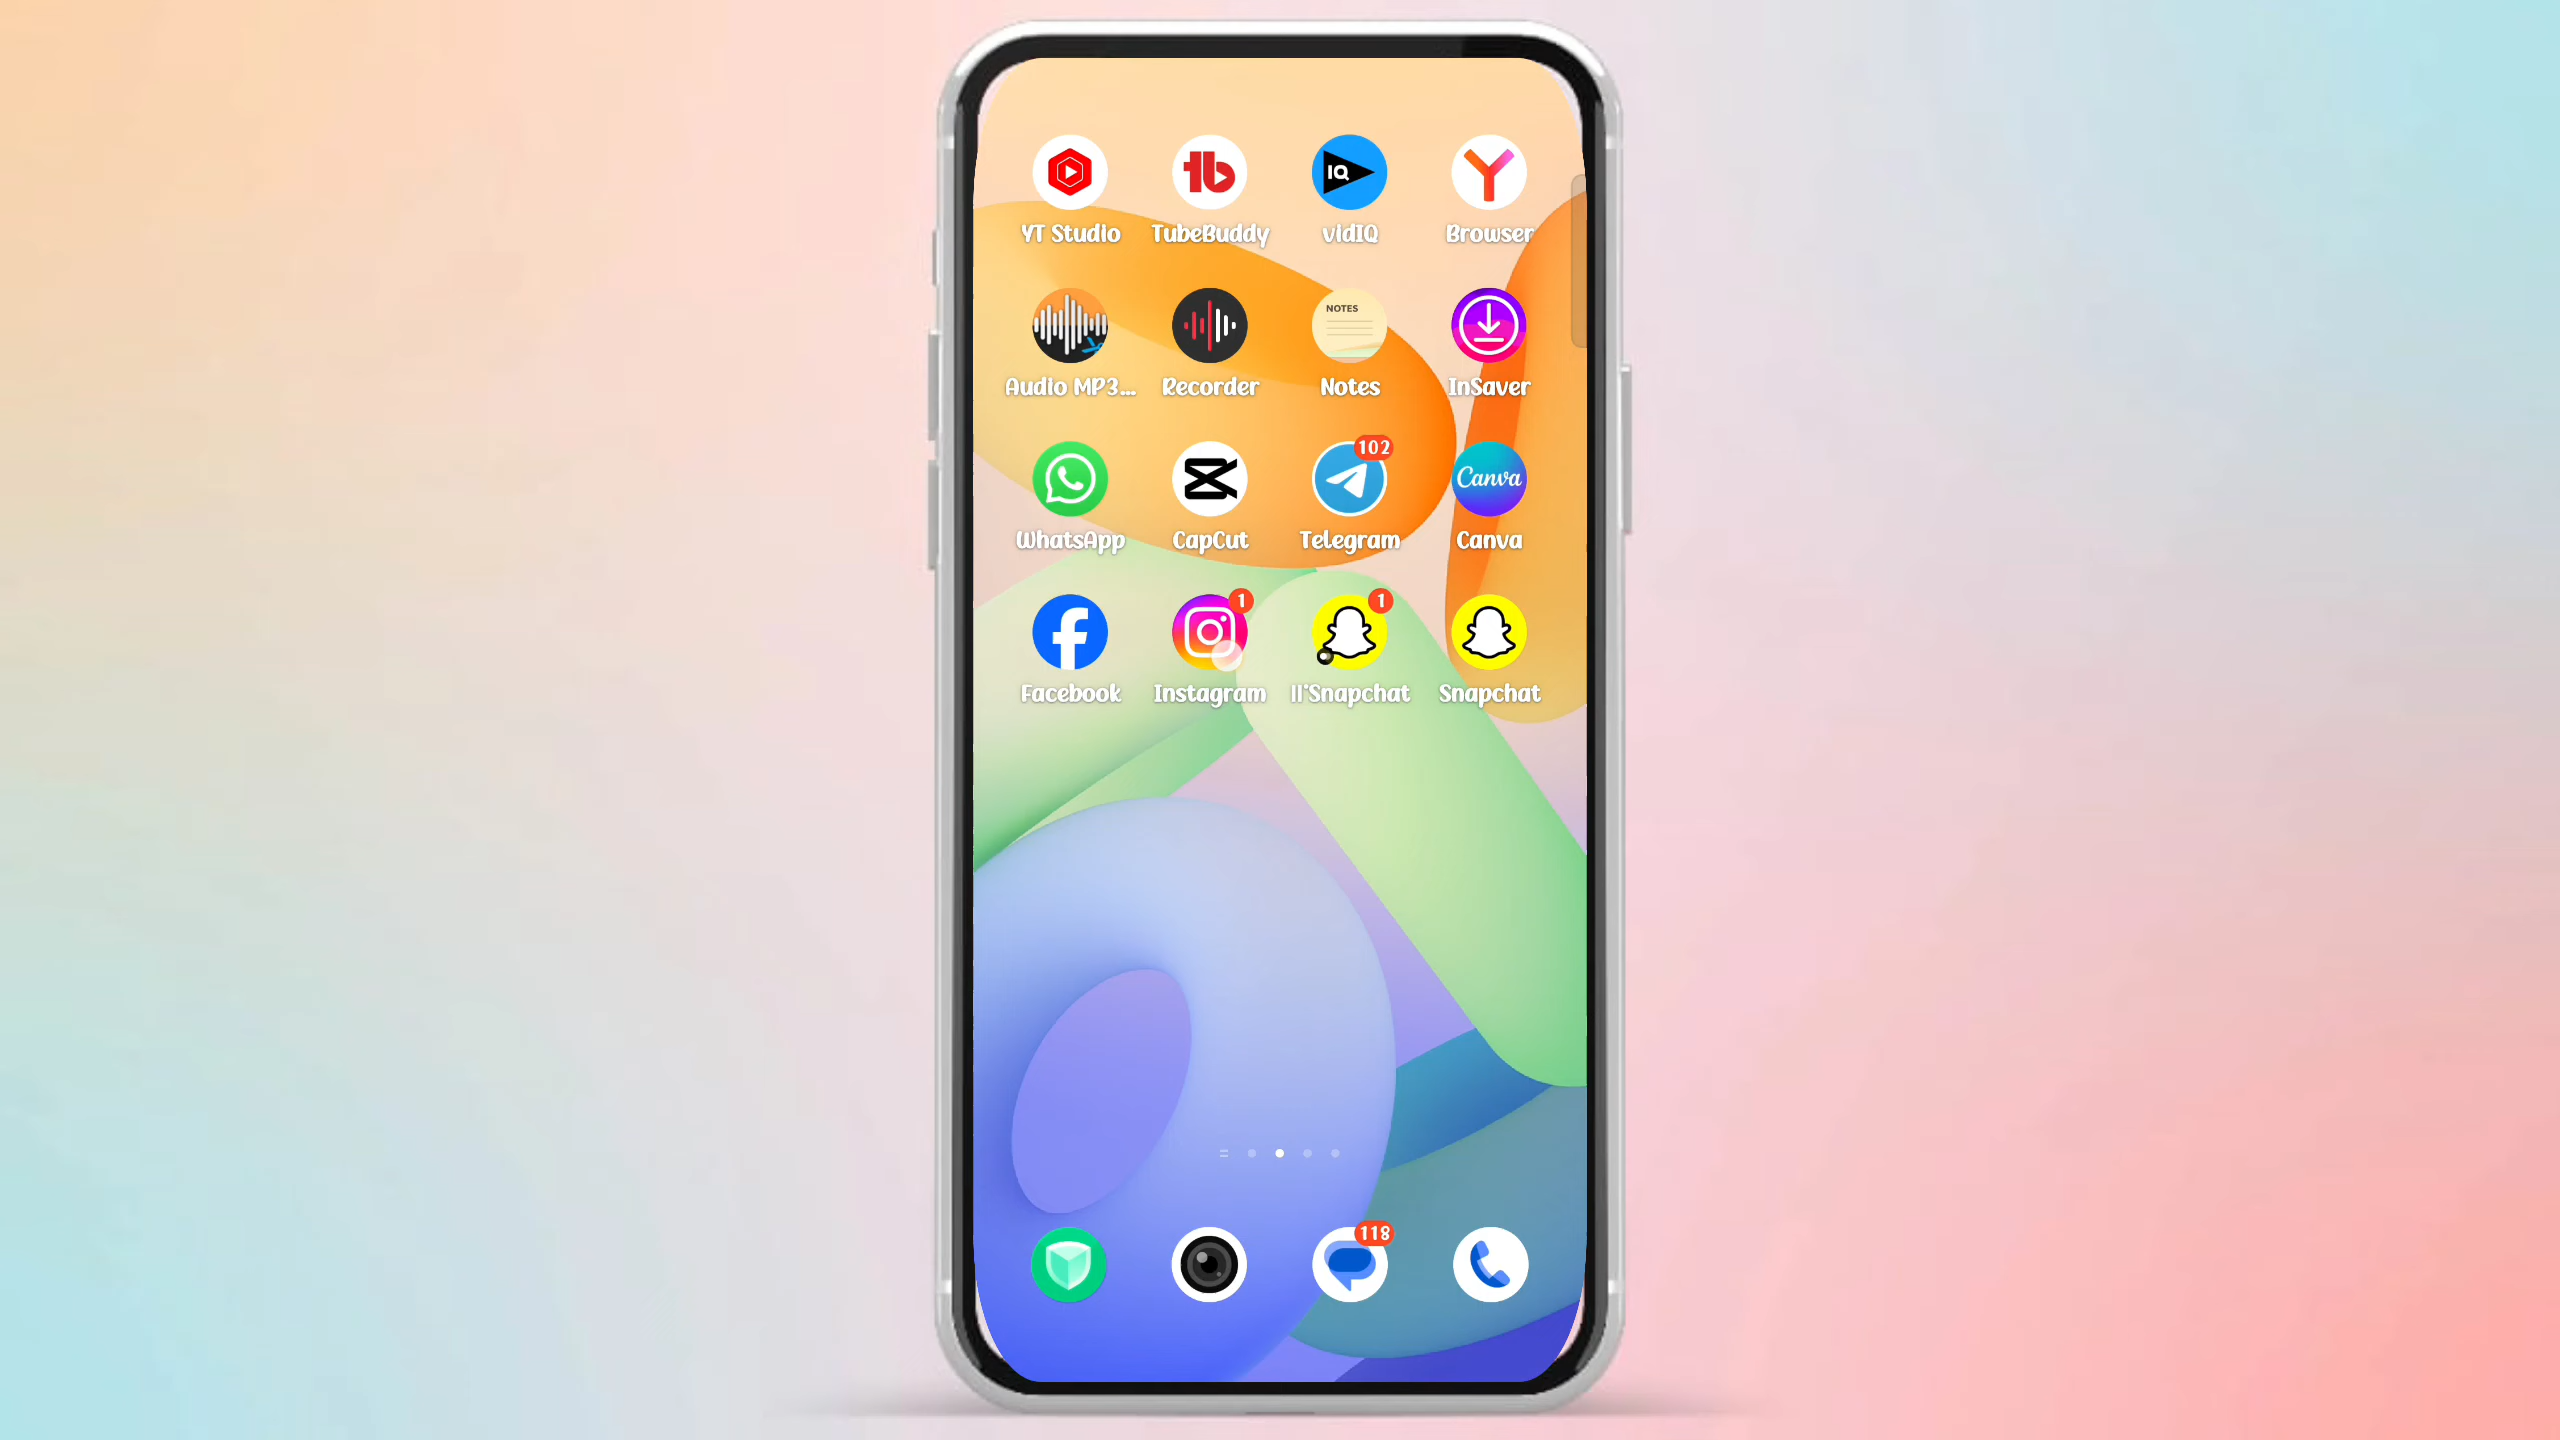 YT Studio
TubeBuddy
IQ
vidIQ
Browser
Audio MP3...
Recorder
NOTES
Notes
InSaver
WhatsApp
CapCut
102
Telegram
Canva
Canva
Facebook
1
Instagram
1
II'Snapchat
Snapchat
118